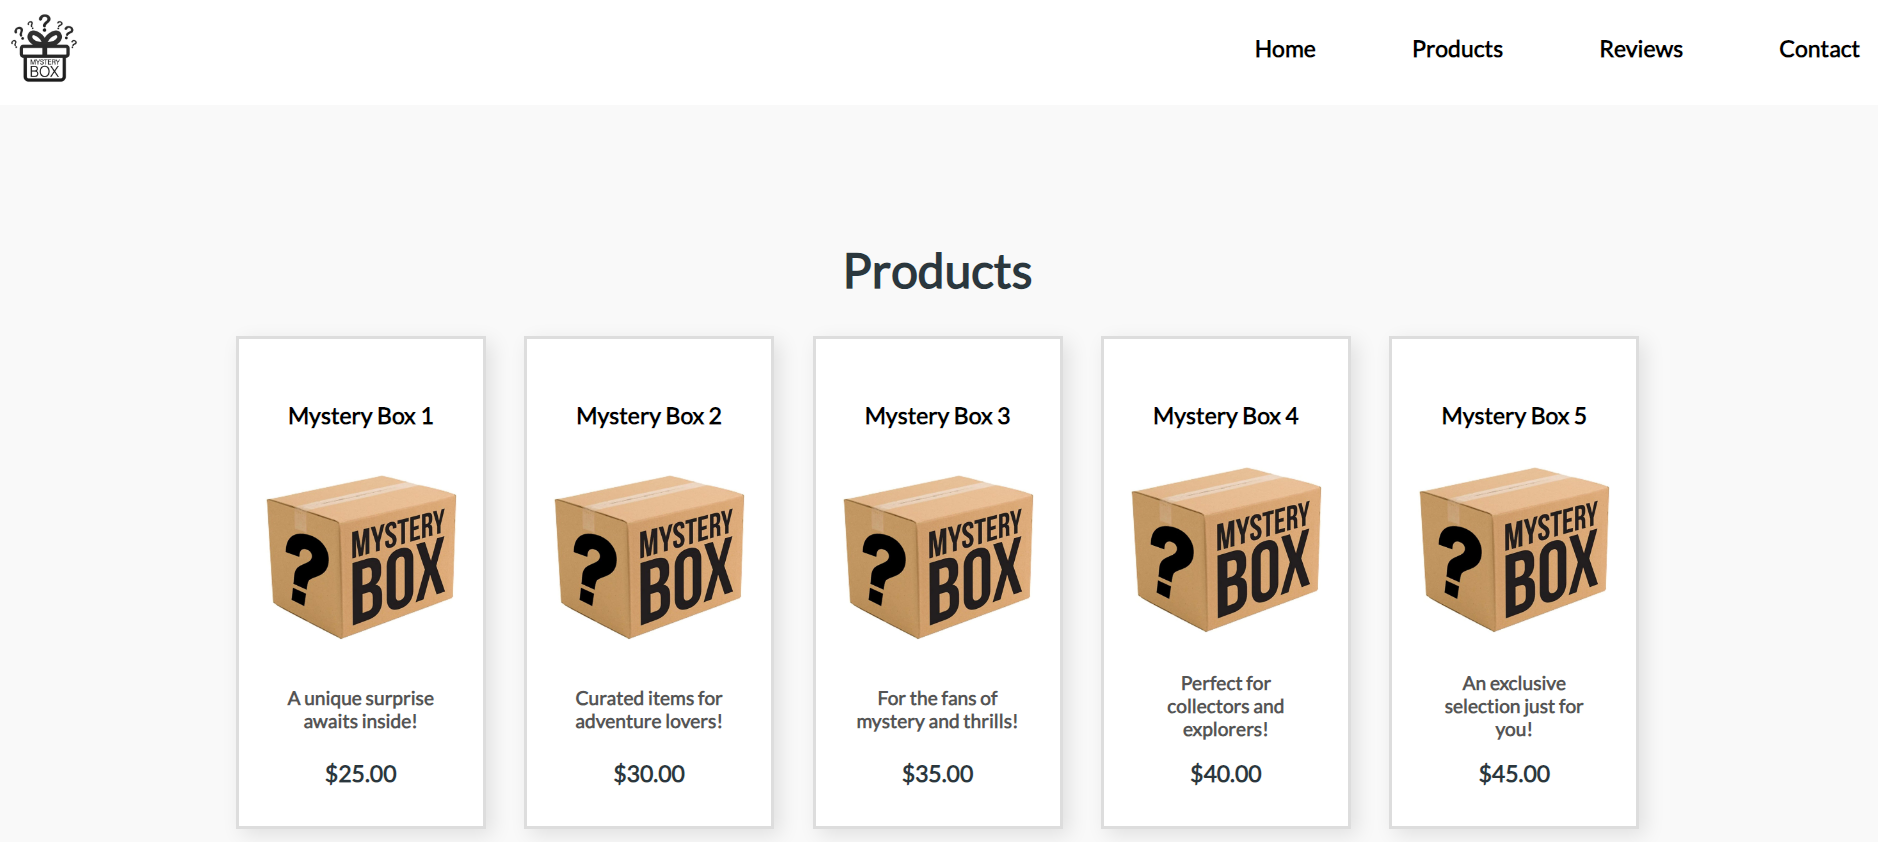 ? ? ? ? ? ? ?
MYSTERY
BOX
Home
Products
Reviews
Contact
Products
Mystery Box 1
? MYSTERY
BOX
A unique surprise
awaits inside!
$25.00
Mystery Box 2
? MYSTERY
BOX
Curated items for
adventure lovers!
$30.00
Mystery Box 3
? MYSTERY
BOX
For the fans of
mystery and thrills!
$35.00
Mystery Box 4
? MYSTERY
BOX
Perfect for
collectors and
explorers!
$40.00
Mystery Box 5
? MYSTERY
BOX
An exclusive
selection just for
you!
$45.00